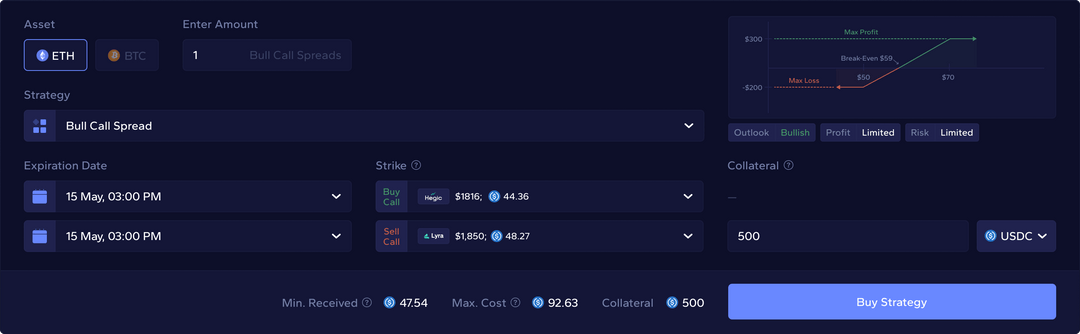 Asset
Enter Amount
ETH
BTC
1
Bull Call Spreads
Strategy
Bull Call Spread
Expiration Date
15 May, 03:00 PM
15 May, 03:00 PM
Strike ?
Buy Call
Hegic
$1816;
44.36
Sell Call
Lyra
$1,850;
48.27
$300
Max Profit
Break-Even $59
$50
$70
Max Loss
-$200
Outlook Bullish
Profit Limited
Risk Limited
Collateral ?
—
500
USDC
Min. Received ? 47.54
Max. Cost ? 92.63
Collateral 500
Buy Strategy